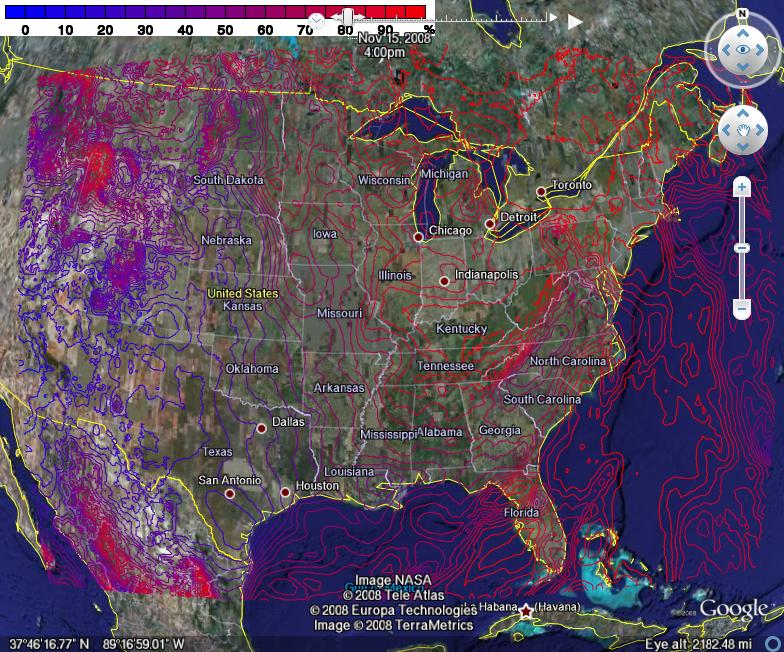 0 10 20 30 40 50 60 70 80 90 %
Nov 15, 2008
4:00pm
N
South Dakota
Wisconsin
Michigan
Toronto
Detroit
Chicago
Nebraska
Iowa
Illinois
Indianapolis
United States
Kansas
Missouri
Kentucky
Oklahoma
Tennessee
North Carolina
Arkansas
South Carolina
Dallas
Mississippi
Alabama
Georgia
Texas
Louisiana
San Antonio
Houston
Florida
Image NASA
© 2008 Tele Atlas
© 2008 Europa Technologies
Image © 2008 TerraMetrics
Habana
(Havana)
©2008 Google
37°46'16.77" N 89°16'59.01" W
Eye alt 2182.48 mi